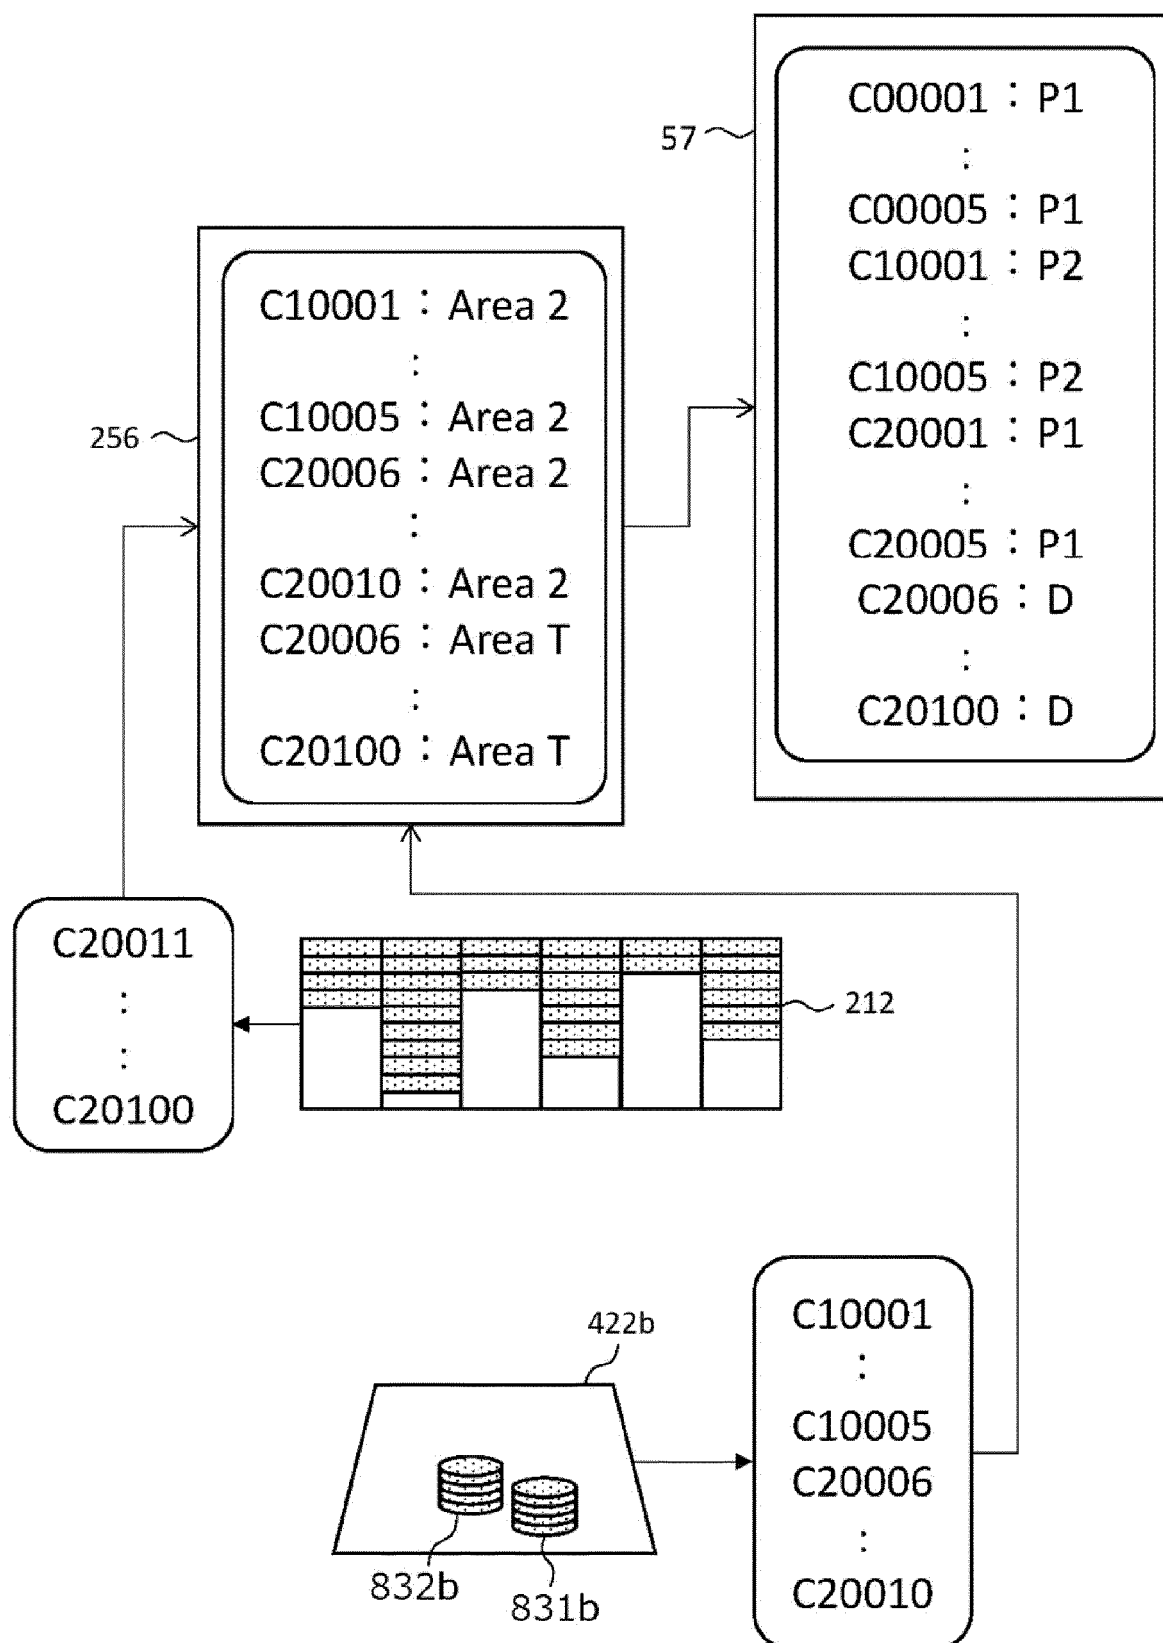 57
C00001 : P1
:
C00005 : P1
C10001 : P2
:
C10005 : P2
C20001 : P1
:
C20005 : P1
C20006 : D
:
C20100 : D
256
C10001 : Area 2
:
C10005 : Area 2
C20006 : Area 2
:
C20010 : Area 2
C20006 : Area T
:
C20100 : Area T
C20011
:
:
C20100
212
422b
832b
831b
C10001
:
C10005
C20006
:
C20010